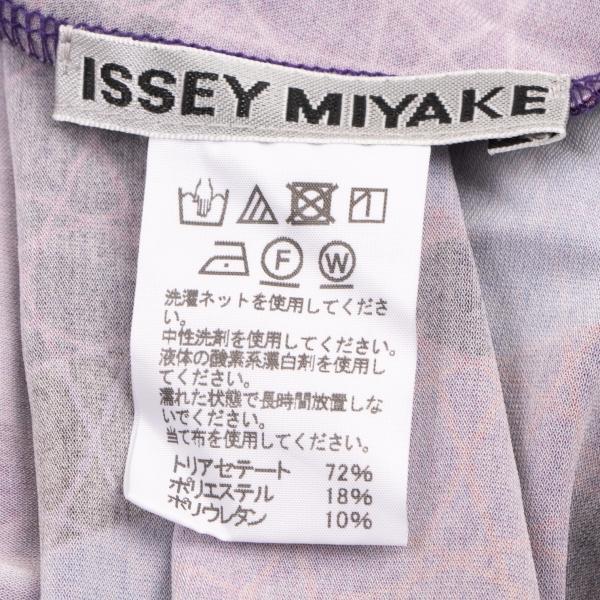 ISSEY MIYAKE
F W
洗濯ネットを使用してくださ
い。
中性洗剤を使用してください。
液体の酸素系漂白剤を使用し
てください。
濡れた状態で長時間放置しな
いでください。
当て布を使用してください。
トリアセテート 72%
ポリエステル 18%
ポリウレタン 10%